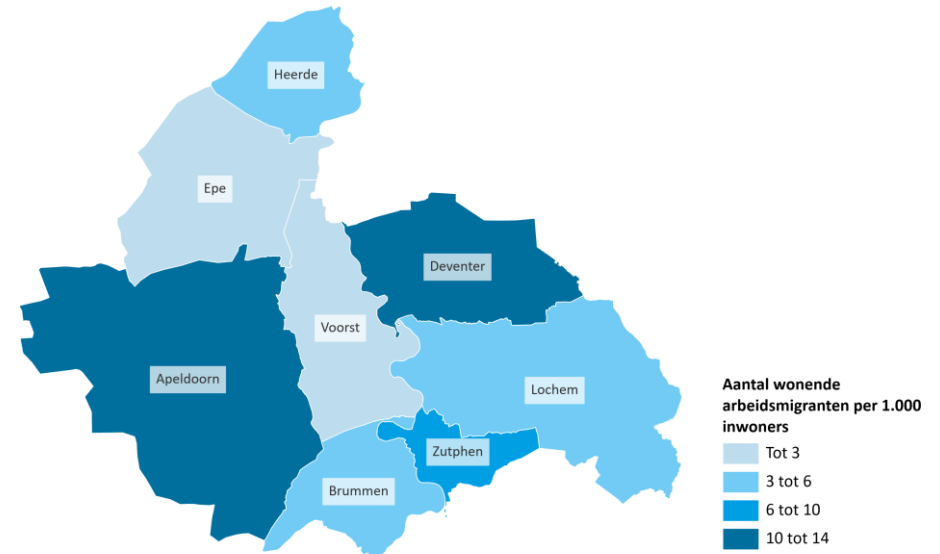 Heerde
Epe
Deventer
Voorst
Apeldoorn
Lochem
Zutphen
Brummen
Aantal wonende
arbeidsmigranten per 1.000
inwoners
Tot 3
3 tot 6
6 tot 10
10 tot 14